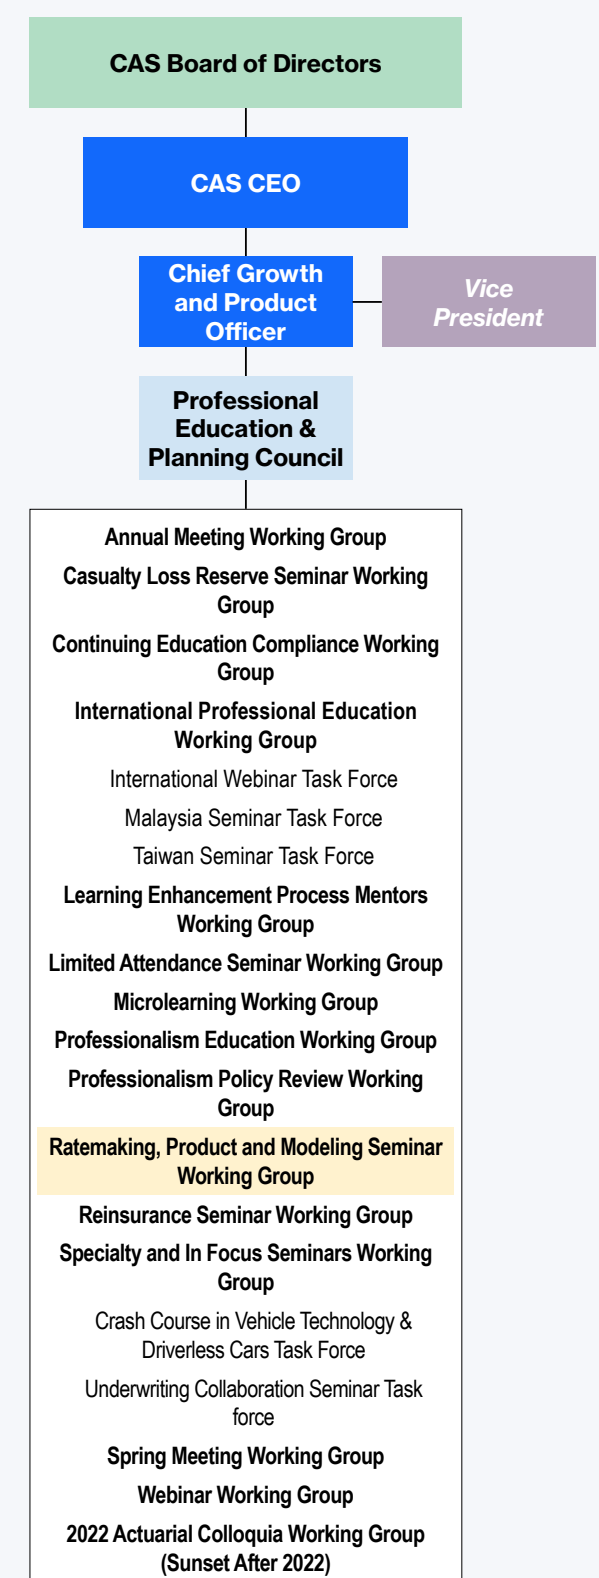 CAS Board of Directors
CAS CEO
Chief Growth
and Product
Officer
Vice
President
Professional
Education &
Planning Council
Annual Meeting Working Group
Casualty Loss Reserve Seminar Working
Group
Continuing Education Compliance Working
Group
International Professional Education
Working Group
International Webinar Task Force
Malaysia Seminar Task Force
Taiwan Seminar Task Force
Learning Enhancement Process Mentors
Working Group
Limited Attendance Seminar Working Group
Microlearning Working Group
Professionalism Education Working Group
Professionalism Policy Review Working
Group
Ratemaking, Product and Modeling Seminar
Working Group
Reinsurance Seminar Working Group
Specialty and In Focus Seminars Working
Group
Crash Course in Vehicle Technology &
Driverless Cars Task Force
Underwriting Collaboration Seminar Task
force
Spring Meeting Working Group
Webinar Working Group
2022 Actuarial Colloquia Working Group
(Sunset After 2022)